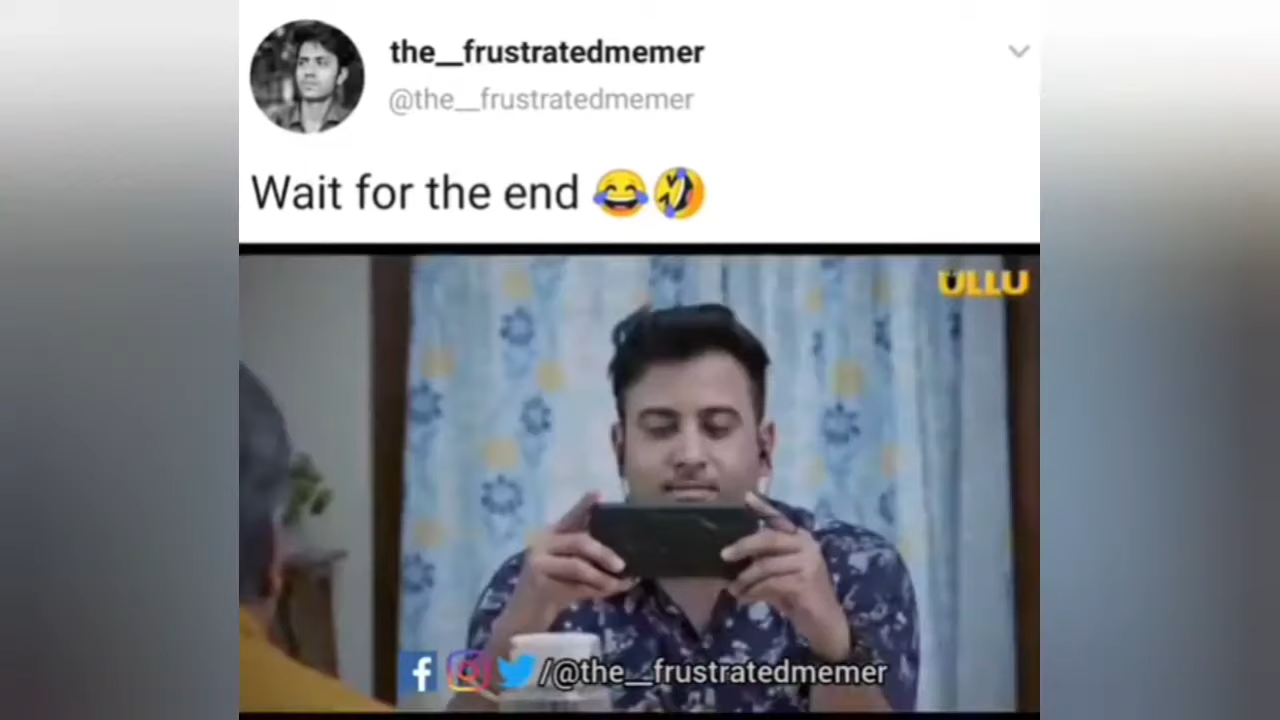 the__frustratedmemer
@the__frustratedmemer
Wait for the end 😂🤣
ULLU
/@the__frustratedmemer